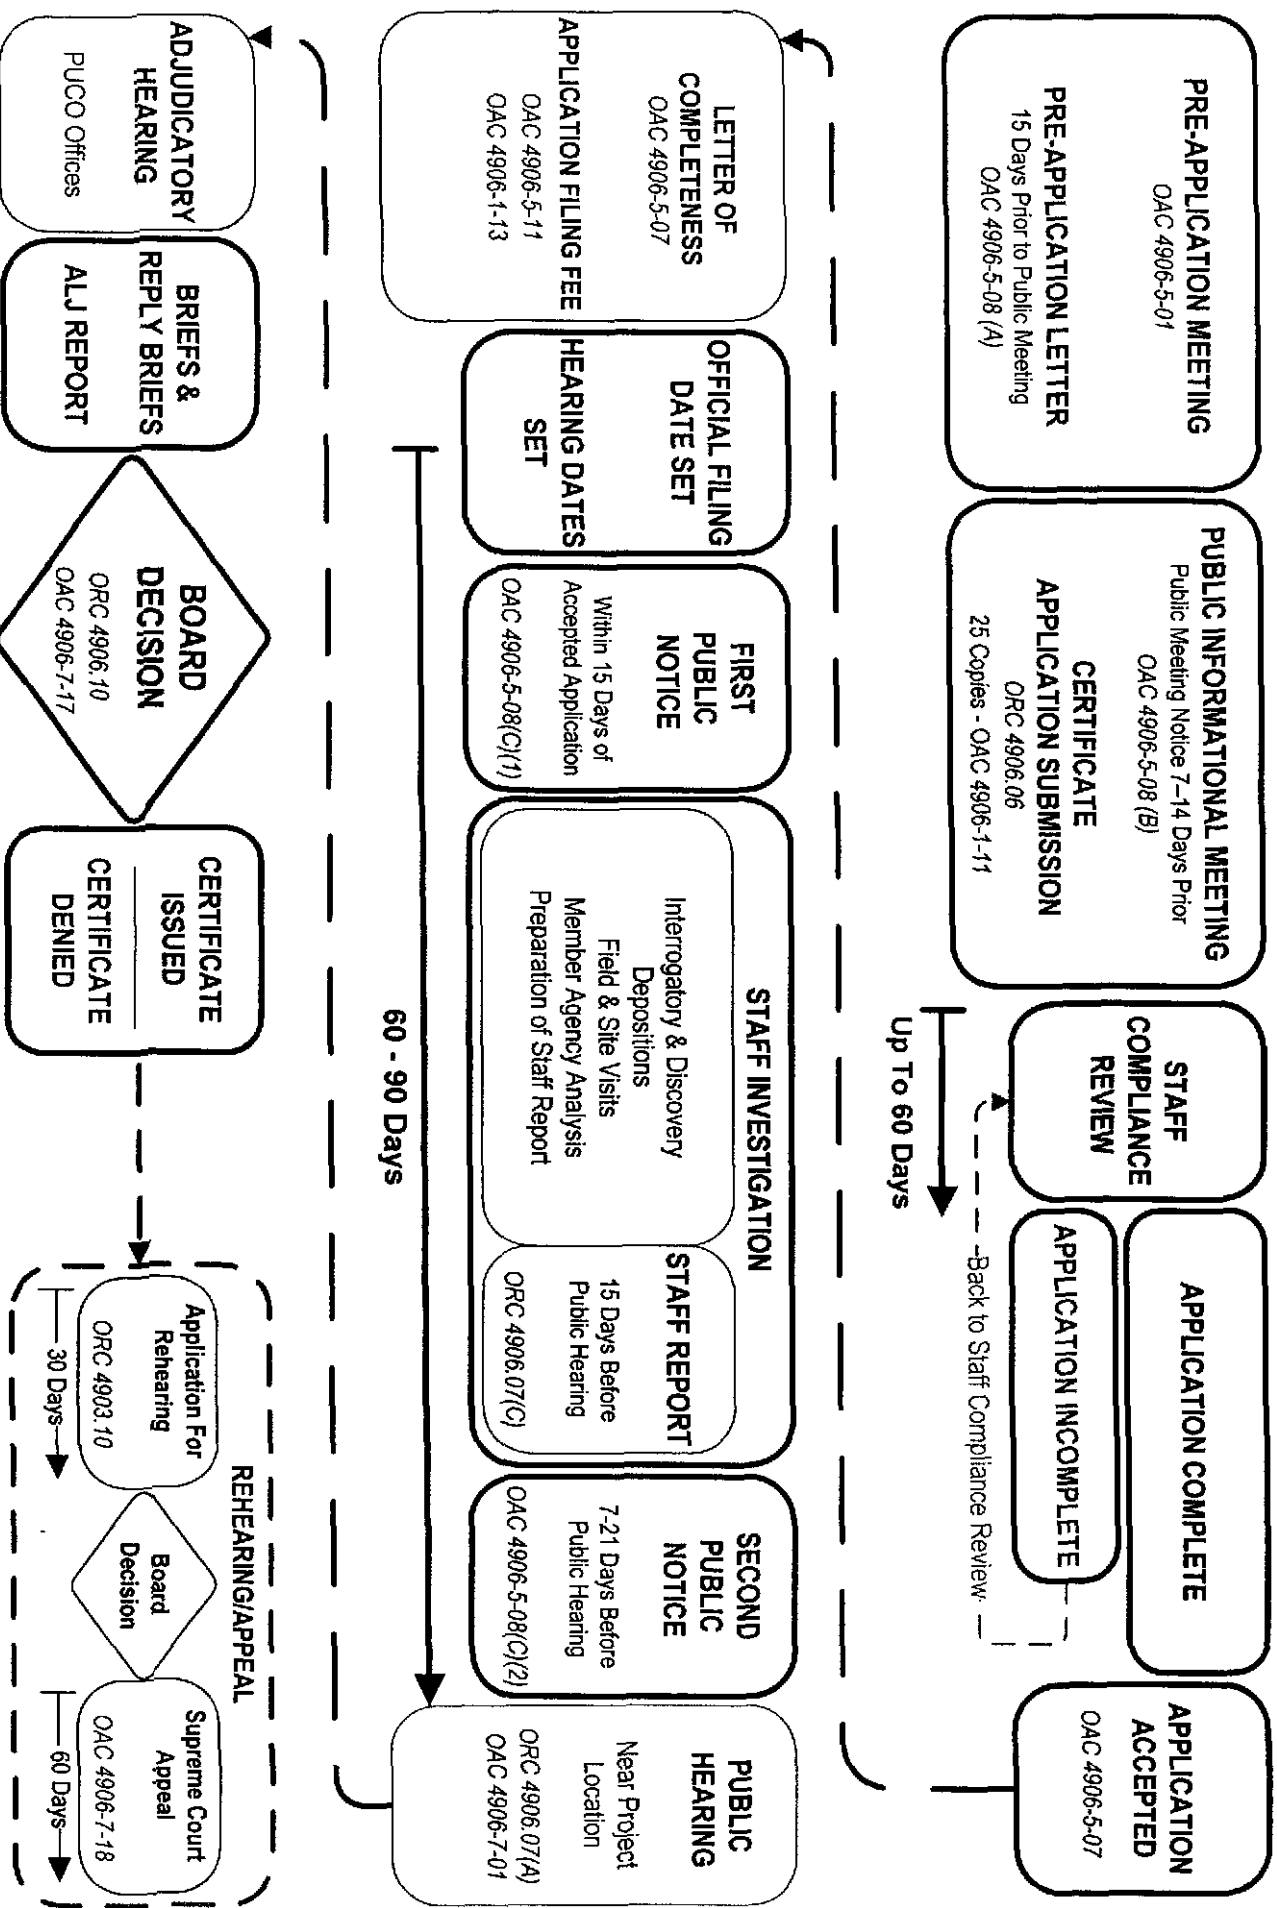 PRE-APPLICATION MEETING
OAC 4906-5-01
PRE-APPLICATION LETTER
15 Days Prior to Public Meeting
OAC 4906-5-08 (A)
PUBLIC INFORMATIONAL MEETING
Public Meeting Notice 7–14 Days Prior
OAC 4906-5-08 (B)
CERTIFICATE
APPLICATION SUBMISSION
ORC 4906.06
25 Copies - OAC 4906-1-11
STAFF
COMPLIANCE
REVIEW
Up To 60 Days
APPLICATION COMPLETE
APPLICATION INCOMPLETE
Back to Staff Compliance Review
APPLICATION
ACCEPTED
OAC 4906-5-07
LETTER OF
COMPLETENESS
OAC 4906-5-07
APPLICATION FILING FEE
OAC 4906-5-11
OAC 4906-1-13
OFFICIAL FILING
DATE SET
HEARING DATES
SET
FIRST
PUBLIC
NOTICE
Within 15 Days of
Accepted Application
OAC 4906-5-08(C)(1)
STAFF INVESTIGATION
Interrogatory & Discovery
Depositions
Field & Site Visits
Member Agency Analysis
Preparation of Staff Report
STAFF REPORT
15 Days Before
Public Hearing
ORC 4906.07(C)
SECOND
PUBLIC
NOTICE
7-21 Days Before
Public Hearing
OAC 4906-5-08(C)(2)
PUBLIC
HEARING
Near Project
Location
ORC 4906.07(A)
OAC 4906-7-01
60 - 90 Days
ADJUDICATORY
HEARING
PUCO Offices
BRIEFS &
REPLY BRIEFS
ALJ REPORT
BOARD
DECISION
ORC 4906.10
OAC 4906-7-17
CERTIFICATE
ISSUED
CERTIFICATE
DENIED
REHEARING/APPEAL
Application For
Rehearing
ORC 4903.10
30 Days
Board
Decision
Supreme Court
Appeal
OAC 4906-7-18
60 Days